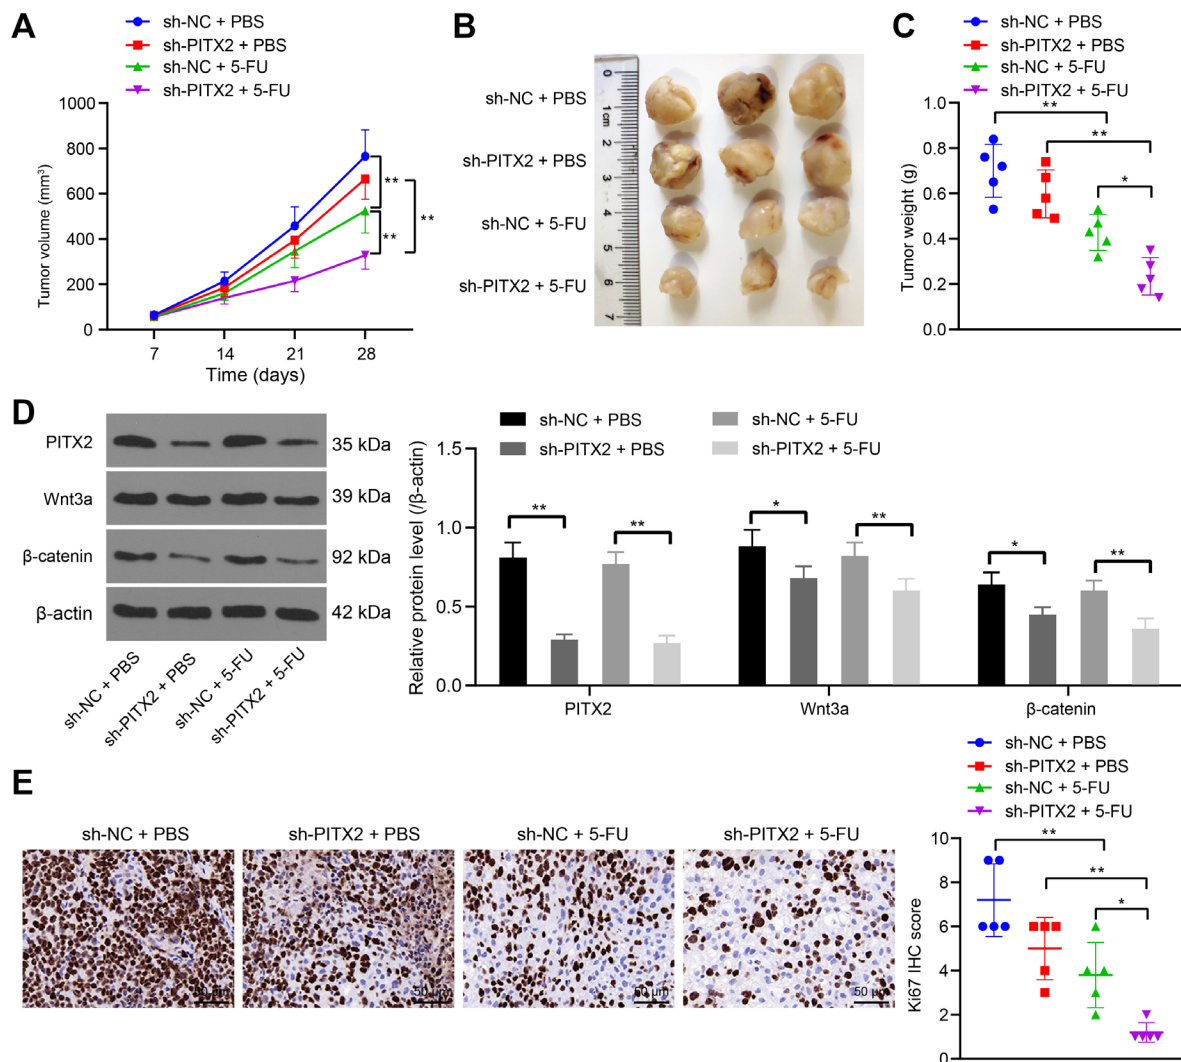 A
sh-NC + PBS
sh-PITX2 + PBS
sh-NC + 5-FU
sh-PITX2 + 5-FU
Tumor volume (mm³)
1000
800
600
400
200
0
**
**
**
7 14 21 28
Time (days)
B
sh-NC + PBS
sh-PITX2 + PBS
sh-NC + 5-FU
sh-PITX2 + 5-FU
0
1cm
2
3
4
5
6
7
C
sh-NC + PBS
sh-PITX2 + PBS
sh-NC + 5-FU
sh-PITX2 + 5-FU
Tumor weight (g)
1.0
0.8
0.6
0.4
0.2
0.0
**
**
*
D
PITX2 35 kDa
Wnt3a 39 kDa
β-catenin 92 kDa
β-actin 42 kDa
sh-NC + PBS
sh-PITX2 + PBS
sh-NC + 5-FU
sh-PITX2 + 5-FU
sh-NC + PBS sh-NC + 5-FU
sh-PITX2 + PBS sh-PITX2 + 5-FU
Relative protein level (/β-actin)
1.5
1.0
0.5
0.0
** ** * ** * **
PITX2 Wnt3a β-catenin
E
sh-NC + PBS sh-PITX2 + PBS sh-NC + 5-FU sh-PITX2 + 5-FU
50 μm 50 μm 50 μm 50 μm
sh-NC + PBS
sh-PITX2 + PBS
sh-NC + 5-FU
sh-PITX2 + 5-FU
Ki67 IHC score
10
8
6
4
2
0
**
**
*